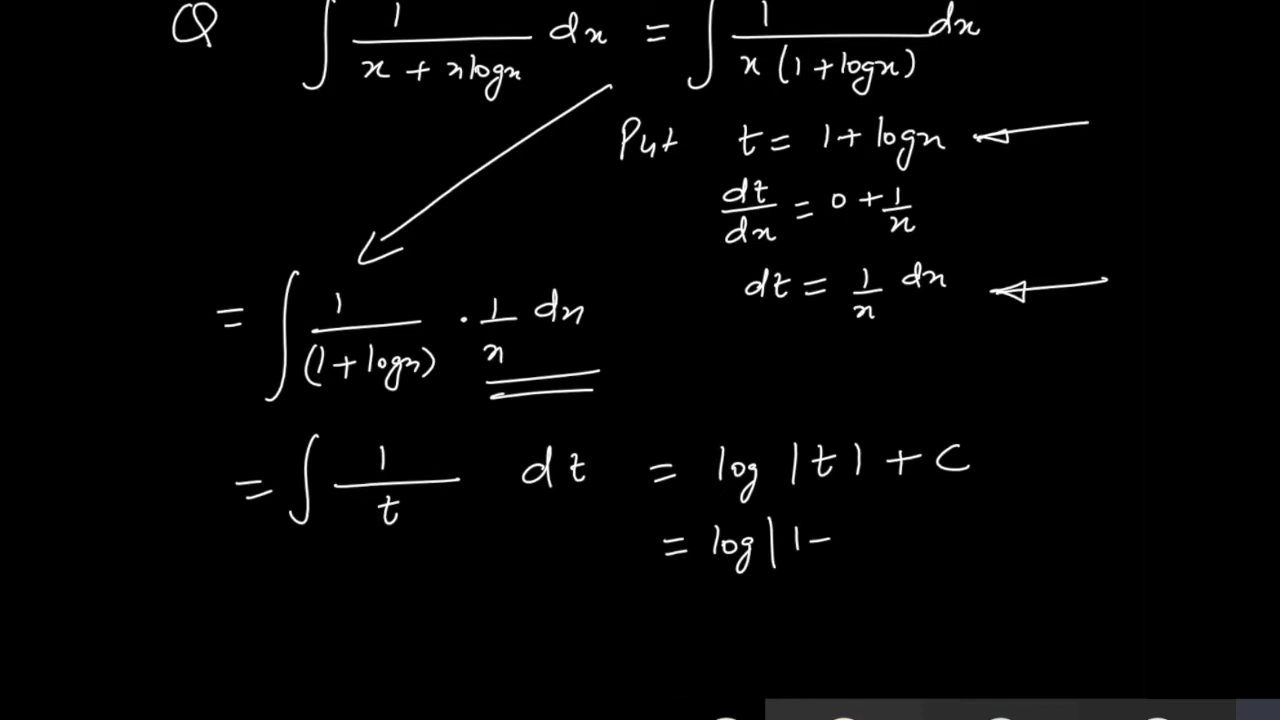 Q ∫ 1/(x + x log x) dx = ∫ 1/(x (1 + log x)) dx
Put t = 1 + log x
dt/dx = 0 + 1/x
dt = 1/x dx
= ∫ 1/(1 + log x) · 1/x dx
= ∫ 1/t dt = log |t| + C
= log | 1 -